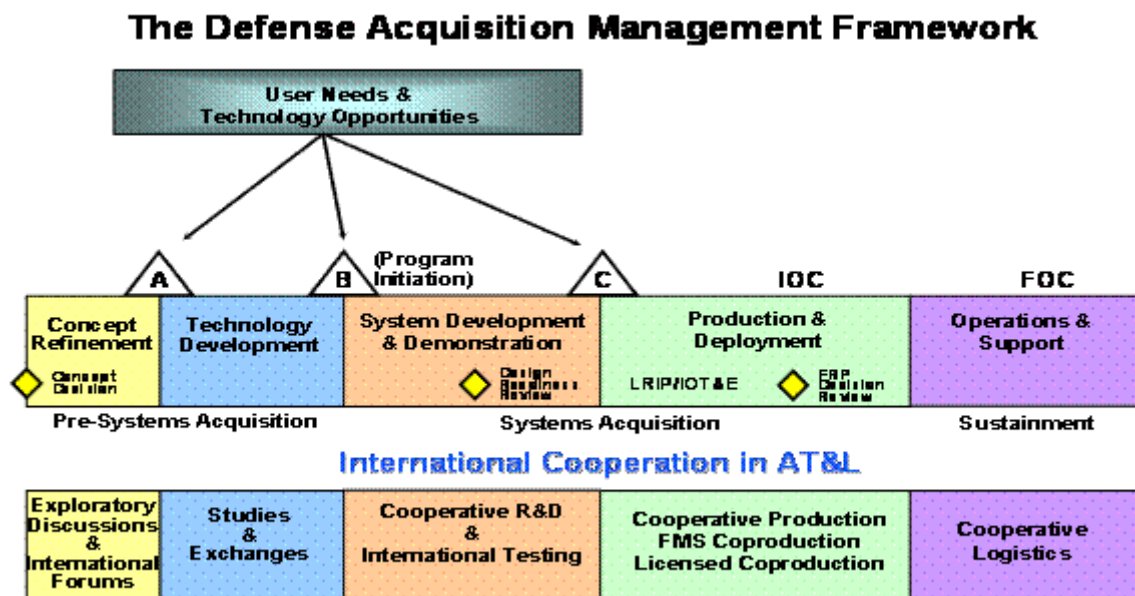 The Defense Acquisition Management Framework
User Needs &
Technology Opportunities
A
B
(Program
Initiation)
C
IOC
FOC
Concept
Refinement
Technology
Development
System Development
& Demonstration
Production &
Deployment
Operations &
Support
Concept
Decision
Design
Readiness
Review
LRIP/IOT&E
FRP
Decision
Review
Pre-Systems Acquisition
Systems Acquisition
Sustainment
International Cooperation in AT&L
Exploratory
Discussions
&
International
Forums
Studies
&
Exchanges
Cooperative R&D
&
International Testing
Cooperative Production
FMS Coproduction
Licensed Coproduction
Cooperative
Logistics